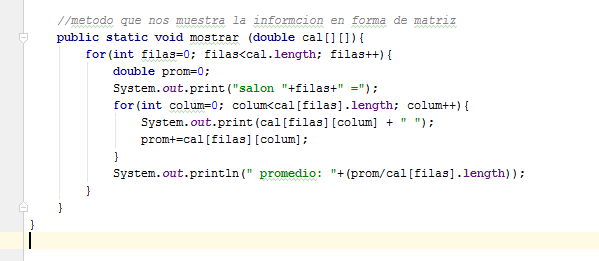 //metodo que nos muestra la informcion en forma de matriz
public static void mostrar (double cal[][]){
for(int filas=0; filas<cal.length; filas++){
double prom=0;
System.out.print("salon "+filas+" =");
for(int colum=0; colum<cal[filas].length; colum++){
System.out.print(cal[filas][colum] + " ");
prom+=cal[filas][colum];
}
System.out.println(" promedio: "+(prom/cal[filas].length));
}
}
}